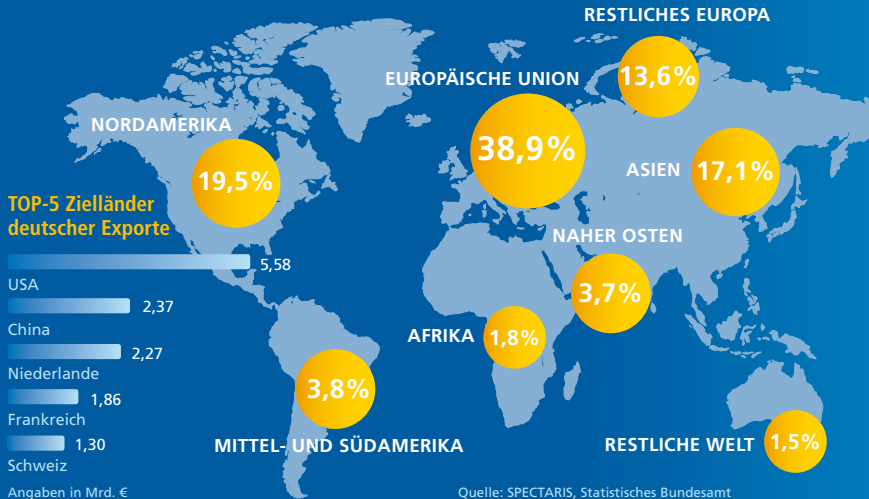 RESTLICHES EUROPA
13,6%
EUROPÄISCHE UNION
38,9%
NORDAMERIKA
19,5%
ASIEN
17,1%
TOP-5 Zielländer
deutscher Exporte
5,58
USA
2,37
China
2,27
Niederlande
1,86
Frankreich
1,30
Schweiz
Angaben in Mrd. €
NAHER OSTEN
3,7%
AFRIKA
1,8%
3,8%
MITTEL- UND SÜDAMERIKA
RESTLICHE WELT
1,5%
Quelle: SPECTARIS, Statistisches Bundesamt